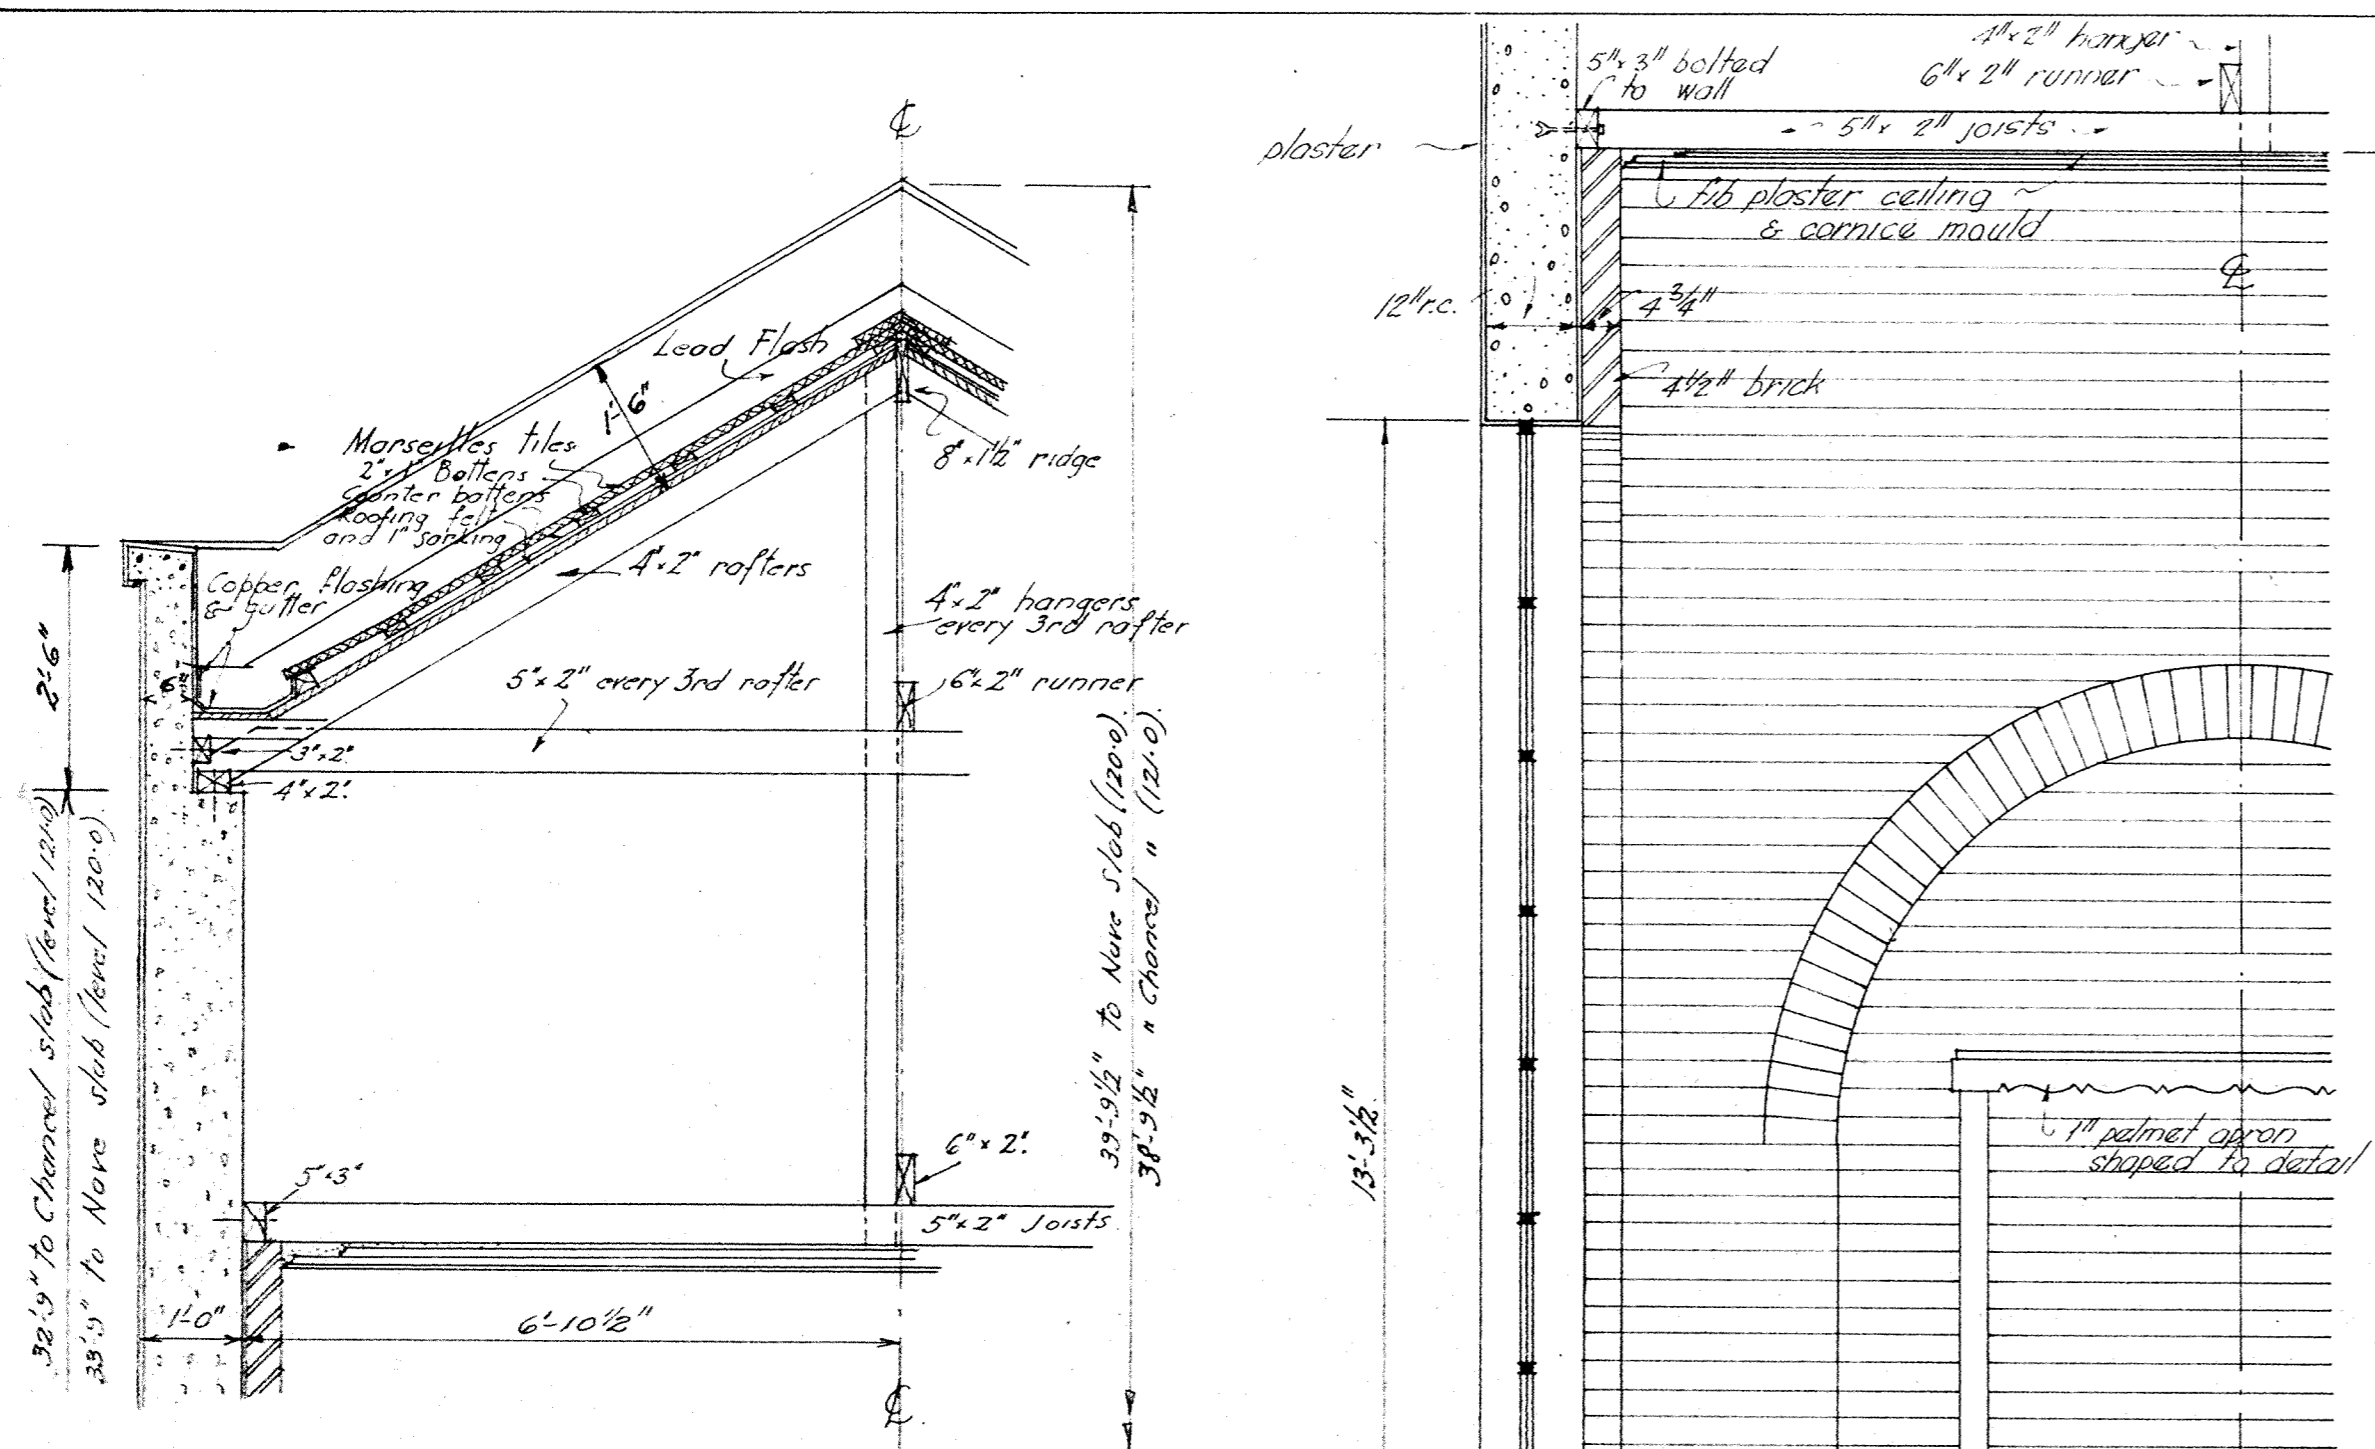 ℄
Lead Flash
1'-6"
Marseilles tiles
2"x1" Battens
Counter battens
Roofing felt
and 1" sarking
8"x1½" ridge
4"x2" rafters
Copper flashing
& gutter
4"x2" hangers
every 3rd rafter
2'-6"
6"
5"x2" every 3rd rafter
6"x2" runner
3"x2"
4"x2"
32'-9" to Chancel slab (level 121.0)
33'-9" to Nave slab (level 120.0)
39'-9½" to Nave slab (120.0)
38'-9½" " Chancel " (121.0)
5"x3"
6"x2"
5"x2" Joists
1'-0"
6'-10½"
℄
4"x2" hanger
5"x3" bolted
to wall
6"x2" runner
plaster
5"x2" joists
fib plaster ceiling
& cornice mould
℄
12" r.c.
4¾"
4½" brick
13'-3½"
1" pelmet apron
shaped to detail